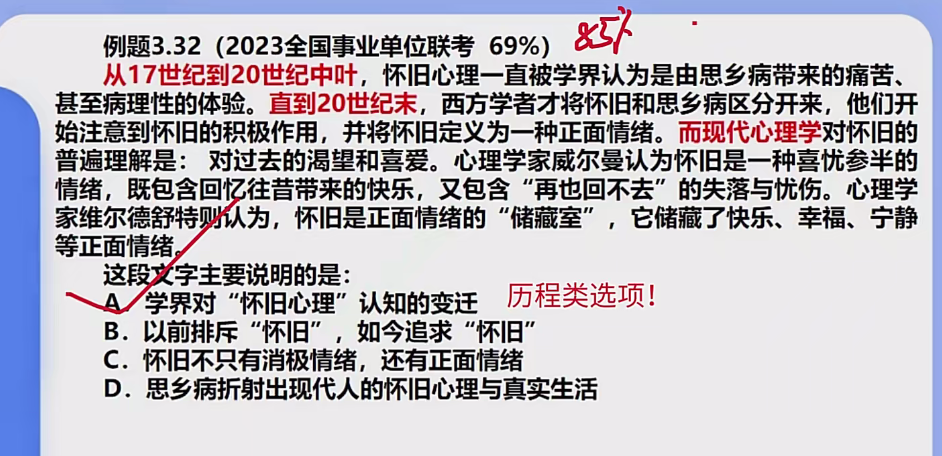 例题3.32（2023全国事业单位联考 69%） 85%
从17世纪到20世纪中叶，怀旧心理一直被学界认为是由思乡病带来的痛苦、
甚至病理性的体验。直到20世纪末，西方学者才将怀旧和思乡病区分开来，他们开
始注意到怀旧的积极作用，并将怀旧定义为一种正面情绪。而现代心理学对怀旧的
普遍理解是： 对过去的渴望和喜爱。心理学家威尔曼认为怀旧是一种喜忧参半的
情绪，既包含回忆往昔带来的快乐，又包含“再也回不去”的失落与忧伤。心理学
家维尔德舒特则认为，怀旧是正面情绪的“储藏室”，它储藏了快乐、幸福、宁静
等正面情绪。
这段文字主要说明的是：
A．学界对“怀旧心理”认知的变迁 历程类选项！
B．以前排斥“怀旧”，如今追求“怀旧”
C．怀旧不只有消极情绪，还有正面情绪
D．思乡病折射出现代人的怀旧心理与真实生活